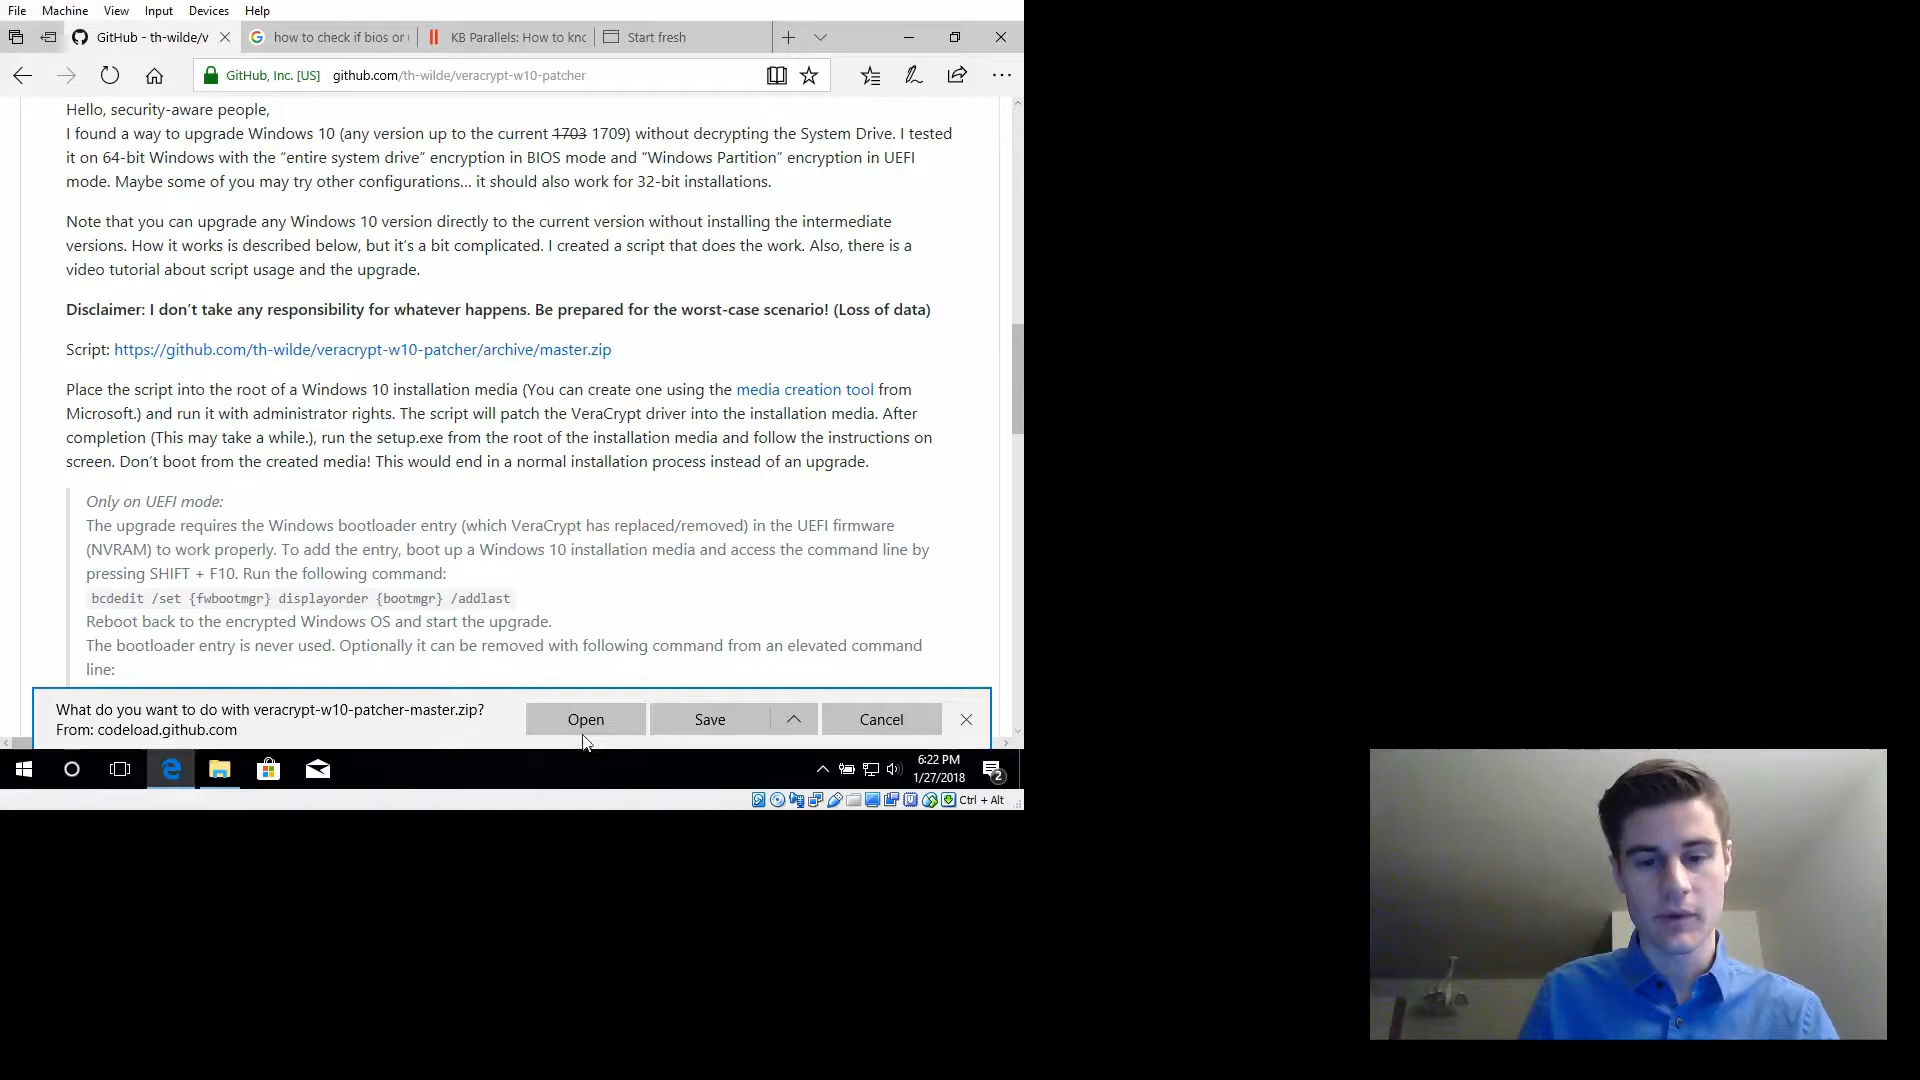 File Machine View Input Devices Help
GitHub - th-wilde/v how to check if bios or KB Parallels: How to kno Start fresh
GitHub, Inc. [US] github.com/th-wilde/veracrypt-w10-patcher
Hello, security-aware people,
I found a way to upgrade Windows 10 (any version up to the current 1703 1709) without decrypting the System Drive. I tested
it on 64-bit Windows with the “entire system drive” encryption in BIOS mode and “Windows Partition” encryption in UEFI
mode. Maybe some of you may try other configurations... it should also work for 32-bit installations.
Note that you can upgrade any Windows 10 version directly to the current version without installing the intermediate
versions. How it works is described below, but it’s a bit complicated. I created a script that does the work. Also, there is a
video tutorial about script usage and the upgrade.
Disclaimer: I don’t take any responsibility for whatever happens. Be prepared for the worst-case scenario! (Loss of data)
Script: https://github.com/th-wilde/veracrypt-w10-patcher/archive/master.zip
Place the script into the root of a Windows 10 installation media (You can create one using the media creation tool from
Microsoft.) and run it with administrator rights. The script will patch the VeraCrypt driver into the installation media. After
completion (This may take a while.), run the setup.exe from the root of the installation media and follow the instructions on
screen. Don’t boot from the created media! This would end in a normal installation process instead of an upgrade.
Only on UEFI mode:
The upgrade requires the Windows bootloader entry (which VeraCrypt has replaced/removed) in the UEFI firmware
(NVRAM) to work properly. To add the entry, boot up a Windows 10 installation media and access the command line by
pressing SHIFT + F10. Run the following command:
bcdedit /set {fwbootmgr} displayorder {bootmgr} /addlast
Reboot back to the encrypted Windows OS and start the upgrade.
The bootloader entry is never used. Optionally it can be removed with following command from an elevated command
line:
What do you want to do with veracrypt-w10-patcher-master.zip?
From: codeload.github.com
Open Save Cancel
6:22 PM
1/27/2018
2
Ctrl + Alt